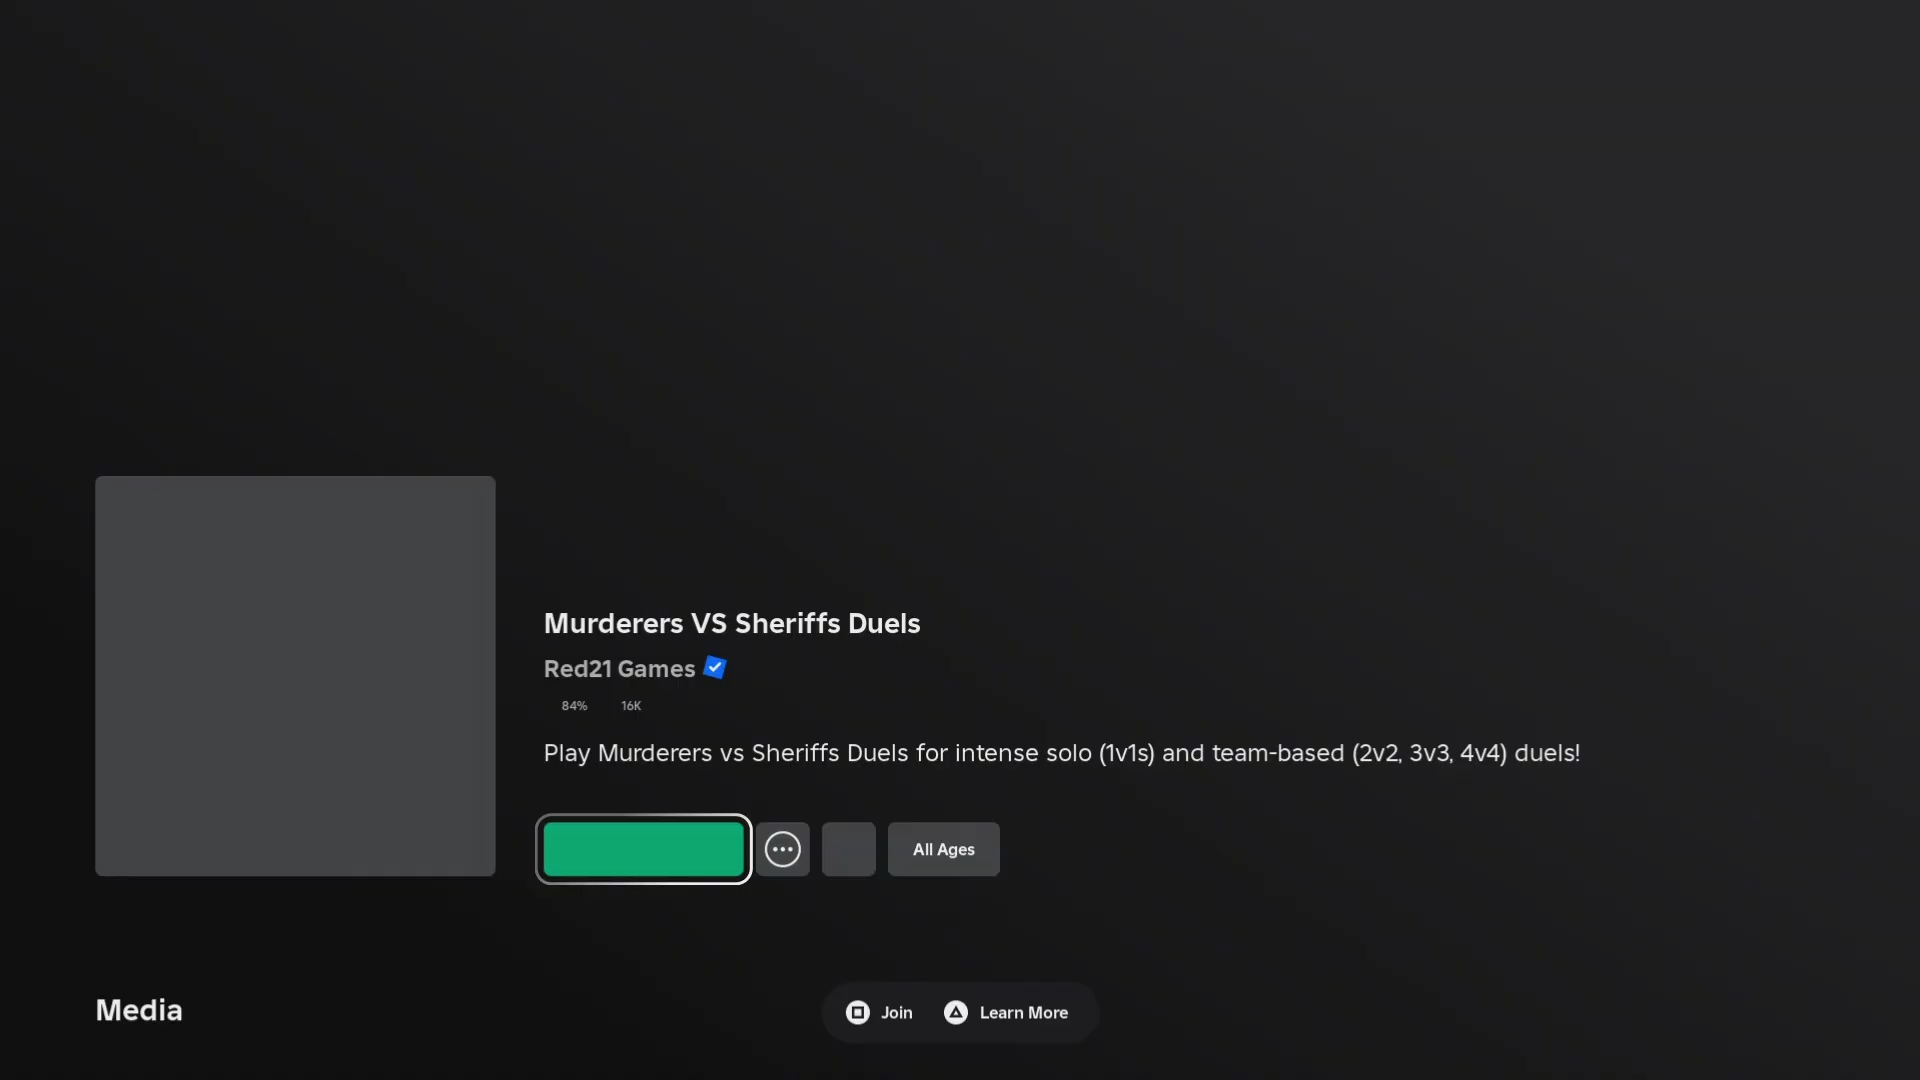 Murderers VS Sheriffs Duels
Red21 Games
84% 16K
Play Murderers vs Sheriffs Duels for intense solo (1v1s) and team-based (2v2, 3v3, 4v4) duels!
All Ages
Media
Join Learn More